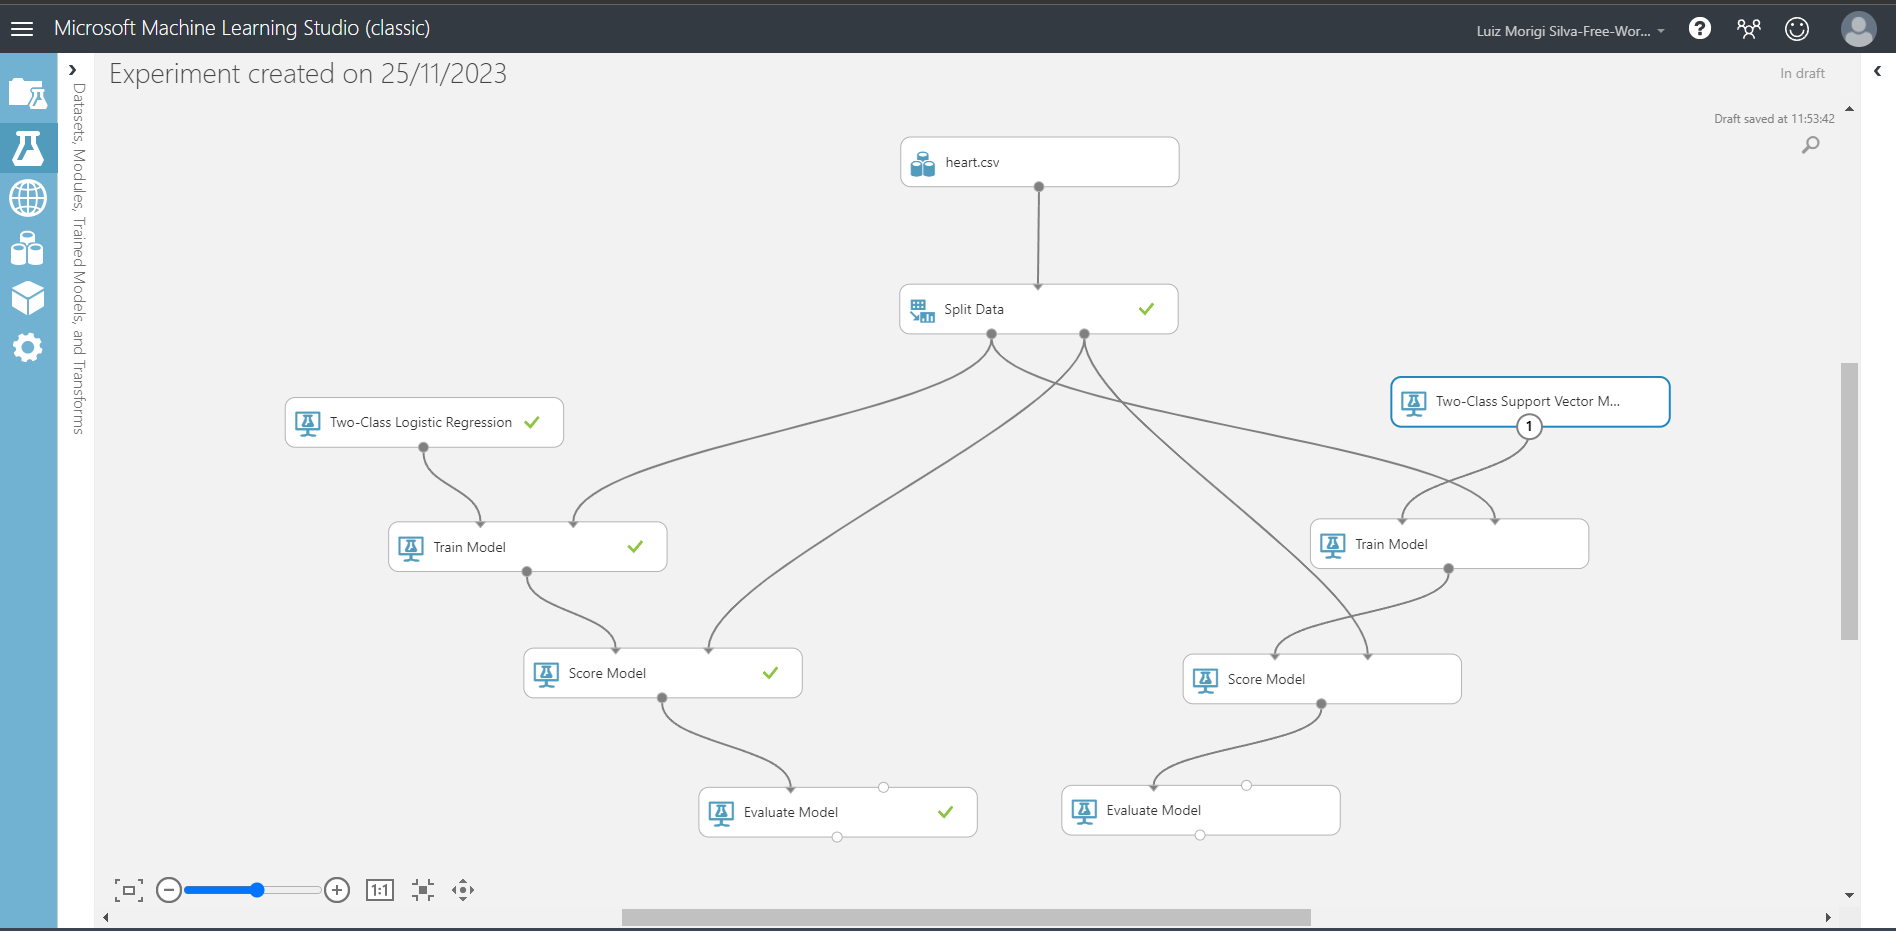 Microsoft Machine Learning Studio (classic)
Luiz Morigi Silva-Free-Wor...
?
Experiment created on 25/11/2023
In draft
Draft saved at 11:53:42
Datasets, Modules, Trained Models, and Transforms
heart.csv
Split Data
Two-Class Logistic Regression
Two-Class Support Vector M...
1
Train Model
Train Model
Score Model
Score Model
Evaluate Model
Evaluate Model
1:1